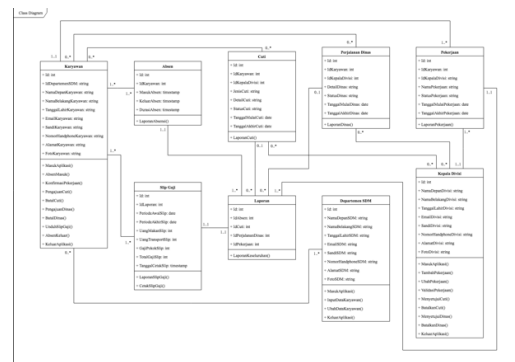 Class Diagram
Karyawan
+ Id: int
+ IdDepartemenSDM: string
+ NamaDepanKaryawan: string
+ NamaBelakangKaryawan: string
+ TanggalLahirKaryawan: string
+ EmailKaryawan: string
+ SandiKaryawan: string
+ NomorHandphoneKaryawan: string
+ AlamatKaryawan: string
+ FotoKaryawan: string
+ MasukAplikasi()
+ AbsenMasuk()
+ PengajuanCuti()
+ BatalCuti()
+ PengajuanDinas()
+ BatalDinas()
+ UnduhSlipGaji()
+ AbsenKeluar()
+ KeluarAplikasi()
Absen
+ Id: int
+ IdKaryawan: int
+ MasukAbsen: timestamp
+ KeluarAbsen: timestamp
+ LaporanAbsensi()
Cuti
+ Id: int
+ IdKaryawan: int
+ IdKepalaDivisi: int
+ JenisCuti: string
+ DetailCuti: string
+ StatusCuti: string
+ TanggalMulaiCuti: date
+ TanggalAkhirCuti: date
+ LaporanCuti()
Perjalanan Dinas
+ Id: int
+ IdKaryawan: int
+ IdKepalaDivisi: int
+ DetailDinas: string
+ StatusDinas: string
+ TanggalMulaiDinas: date
+ TanggalAkhirDinas: date
+ LaporanDinas()
Pekerjaan
+ Id: int
+ IdKaryawan: int
+ IdKepalaDivisi: int
+ NamaPekerjaan: string
+ DetailPekerjaan: string
+ StatusPekerjaan: string
+ TanggalMulaiPekerjaan: date
+ TanggalAkhirPekerjaan: date
+ LaporanPekerjaan()
Slip Gaji
+ Id: int
+ IdLaporan: int
+ PeriodeAwalSlip: date
+ PeriodeAkhirSlip: date
+ UangMakanSlip: int
+ UangTransportSlip: int
+ GajiPokokSlip: int
+ TotalGajiSlip: int
+ TanggalCetakSlip: timestamp
+ LaporanSlipGaji()
+ CetakSlipGaji()
Laporan
+ Id: int
+ IdAbsen: int
+ IdCuti: int
+ IdPerjalananDinas: int
+ IdPekerjaan: int
+ LaporanKeseluruhan()
Departemen SDM
+ Id: int
+ NamaDepanSDM: string
+ NamaBelakangSDM: string
+ TanggalLahirSDM: string
+ EmailSDM: string
+ SandiSDM: string
+ NomorHandphoneSDM: string
+ AlamatSDM: string
+ FotoSDM: string
+ MasukAplikasi()
+ InputDataKaryawan()
+ UbahDataKaryawan()
+ KeluarAplikasi()
Kepala Divisi
+ Id: int
+ NamaDepanDivisi: string
+ NamaBelakangDivisi: string
+ TanggalLahirDivisi: string
+ EmailDivisi: string
+ SandiDivisi: string
+ NomorHandphoneDivisi: string
+ AlamatDivisi: string
+ FotoDivisi: string
+ MasukAplikasi()
+ TambahPekerjaan()
+ UbahPekerjaan()
+ ValidasiPekerjaan()
+ MenyetujuiCuti()
+ BatalkanCuti()
+ MenyetujuiDinas()
+ BatalkanDinas()
+ KeluarAplikasi()